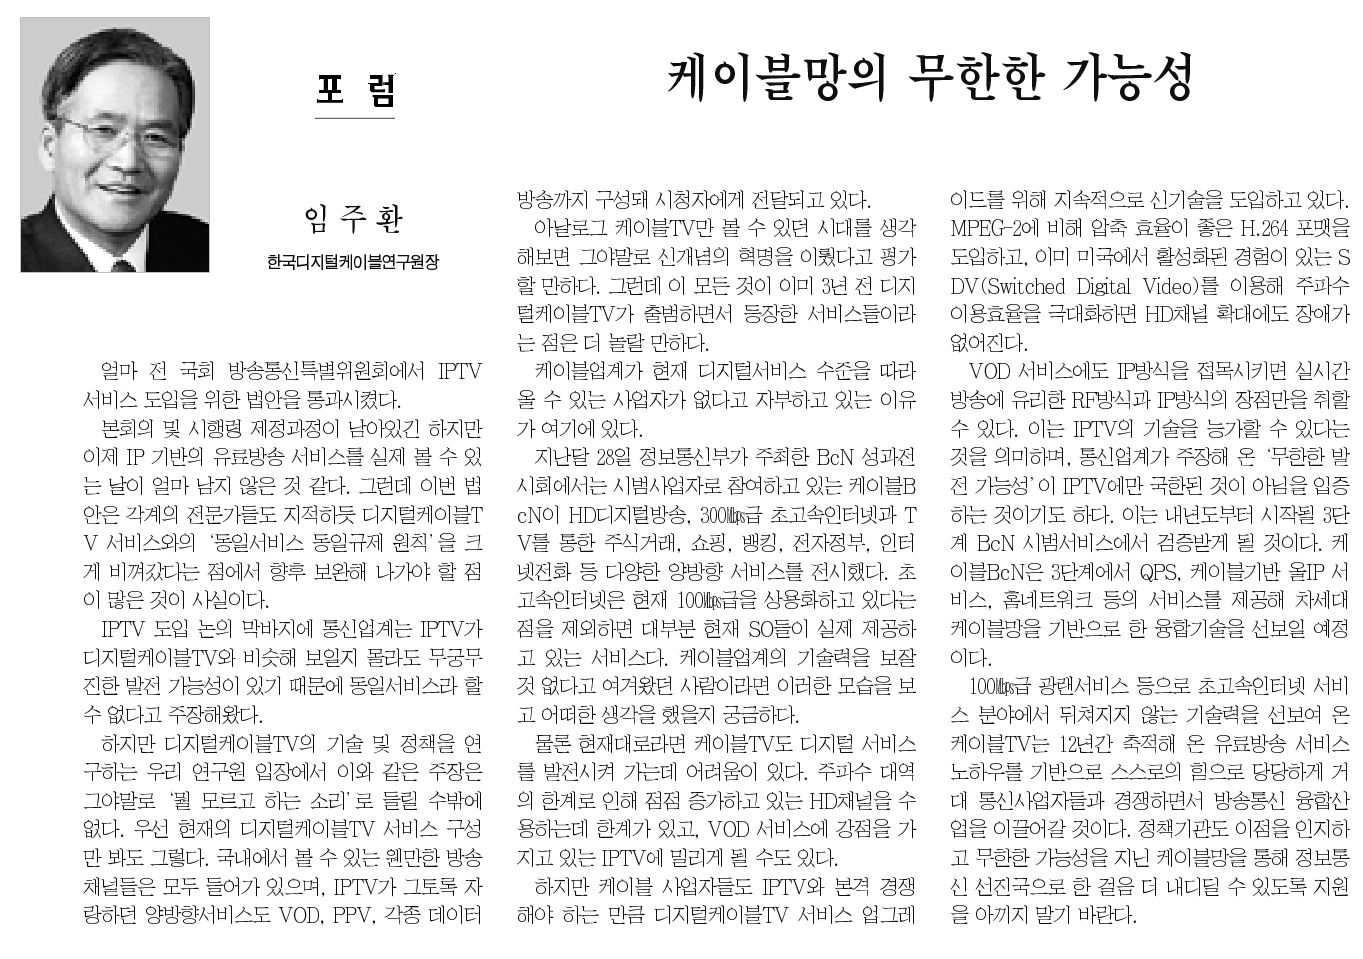 포 럼
케이블망의 무한한 가능성
임 주 환
한국디지털케이블연구원장
얼마 전 국회 방송통신특별위원회에서 IPTV
서비스 도입을 위한 법안을 통과시켰다.
본회의 및 시행령 제정과정이 남아있긴 하지만
이제 IP 기반의 유료방송 서비스를 실제 볼 수 있
는 날이 얼마 남지 않은 것 같다. 그런데 이번 법
안은 각계의 전문가들도 지적하듯 디지털케이블T
V 서비스와의 ‘동일서비스 동일규제 원칙’을 크
게 비껴갔다는 점에서 향후 보완해 나가야 할 점
이 많은 것이 사실이다.
IPTV 도입 논의 막바지에 통신업계는 IPTV가
디지털케이블TV와 비슷해 보일지 몰라도 무궁무
진한 발전 가능성이 있기 때문에 동일서비스라 할
수 없다고 주장해왔다.
하지만 디지털케이블TV의 기술 및 정책을 연
구하는 우리 연구원 입장에서 이와 같은 주장은
그야말로 ‘뭘 모르고 하는 소리’로 들릴 수밖에
없다. 우선 현재의 디지털케이블TV 서비스 구성
만 봐도 그렇다. 국내에서 볼 수 있는 웬만한 방송
채널들은 모두 들어가 있으며, IPTV가 그토록 자
랑하던 양방향서비스도 VOD, PPV, 각종 데이터
방송까지 구성돼 시청자에게 전달되고 있다.
아날로그 케이블TV만 볼 수 있던 시대를 생각
해보면 그야말로 신개념의 혁명을 이뤘다고 평가
할 만하다. 그런데 이 모든 것이 이미 3년 전 디지
털케이블TV가 출범하면서 등장한 서비스들이라
는 점은 더 놀랄 만하다.
케이블업계가 현재 디지털서비스 수준을 따라
올 수 있는 사업자가 없다고 자부하고 있는 이유
가 여기에 있다.
지난달 28일 정보통신부가 주최한 BcN 성과전
시회에서는 시범사업자로 참여하고 있는 케이블B
cN이 HD디지털방송, 300㎆급 초고속인터넷과 T
V를 통한 주식거래, 쇼핑, 뱅킹, 전자정부, 인터
넷전화 등 다양한 양방향 서비스를 전시했다. 초
고속인터넷은 현재 100Mbps급을 상용화하고 있다는
점을 제외하면 대부분 현재 SO들이 실제 제공하
고 있는 서비스다. 케이블업계의 기술력을 보잘
것 없다고 여겨왔던 사람이라면 이러한 모습을 보
고 어떠한 생각을 했을지 궁금하다.
물론 현재대로라면 케이블TV도 디지털 서비스
를 발전시켜 가는데 어려움이 있다. 주파수 대역
의 한계로 인해 점점 증가하고 있는 HD채널을 수
용하는데 한계가 있고, VOD 서비스에 강점을 가
지고 있는 IPTV에 밀리게 될 수도 있다.
하지만 케이블 사업자들도 IPTV와 본격 경쟁
해야 하는 만큼 디지털케이블TV 서비스 업그레
이드를 위해 지속적으로 신기술을 도입하고 있다.
MPEG-2에 비해 압축 효율이 좋은 H.264 포맷을
도입하고, 이미 미국에서 활성화된 경험이 있는 S
DV(Switched Digital Video)를 이용해 주파수
이용효율을 극대화하면 HD채널 확대에도 장애가
없어진다.
VOD 서비스에도 IP방식을 접목시키면 실시간
방송에 유리한 RF방식과 IP방식의 장점만을 취할
수 있다. 이는 IPTV의 기술을 능가할 수 있다는
것을 의미하며, 통신업계가 주장해 온 ‘무한한 발
전 가능성’이 IPTV에만 국한된 것이 아님을 입증
하는 것이기도 하다. 이는 내년도부터 시작될 3단
계 BcN 시범서비스에서 검증받게 될 것이다. 케
이블BcN은 3단계에서 QPS, 케이블기반 올IP 서
비스, 홈네트워크 등의 서비스를 제공해 차세대
케이블망을 기반으로 한 융합기술을 선보일 예정
이다.
100Mbps급 광랜서비스 등으로 초고속인터넷 서비
스 분야에서 뒤쳐지지 않는 기술력을 선보여 온
케이블TV는 12년간 축적해 온 유료방송 서비스
노하우를 기반으로 스스로의 힘으로 당당하게 거
대 통신사업자들과 경쟁하면서 방송통신 융합산
업을 이끌어갈 것이다. 정책기관도 이점을 인지하
고 무한한 가능성을 지닌 케이블망을 통해 정보통
신 선진국으로 한 걸음 더 내디딜 수 있도록 지원
을 아끼지 말기 바란다.